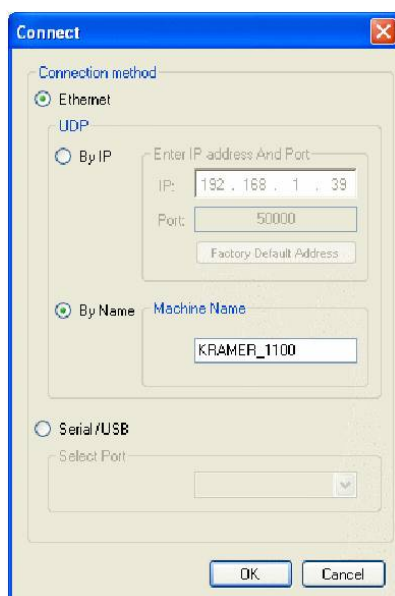 Connect
Connection method
Ethernet
UDP
By IP
Enter IP address And Port
IP: 192 . 168 . 1 . 39
Port: 50000
Factory Default Address
By Name
Machine Name
KRAMER_1100
Serial/USB
Select Port
OK Cancel